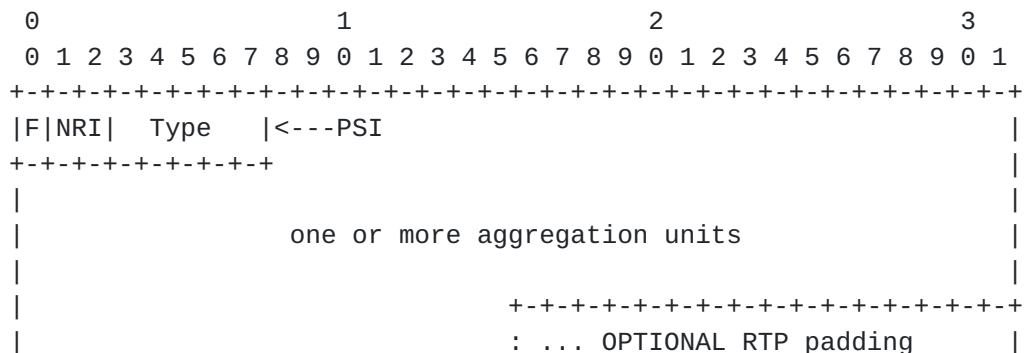 0                   1                   2                   3
 0 1 2 3 4 5 6 7 8 9 0 1 2 3 4 5 6 7 8 9 0 1 2 3 4 5 6 7 8 9 0 1
+-+-+-+-+-+-+-+-+-+-+-+-+-+-+-+-+-+-+-+-+-+-+-+-+-+-+-+-+-+-+-+-+
|F|NRI|  Type   |<---PSI                                        |
+-+-+-+-+-+-+-+-+                                               |
|                                                               |
|                 one or more aggregation units                 |
|                                                               |
|                               +-+-+-+-+-+-+-+-+-+-+-+-+-+-+-+-+
|                               : ... OPTIONAL RTP padding      |